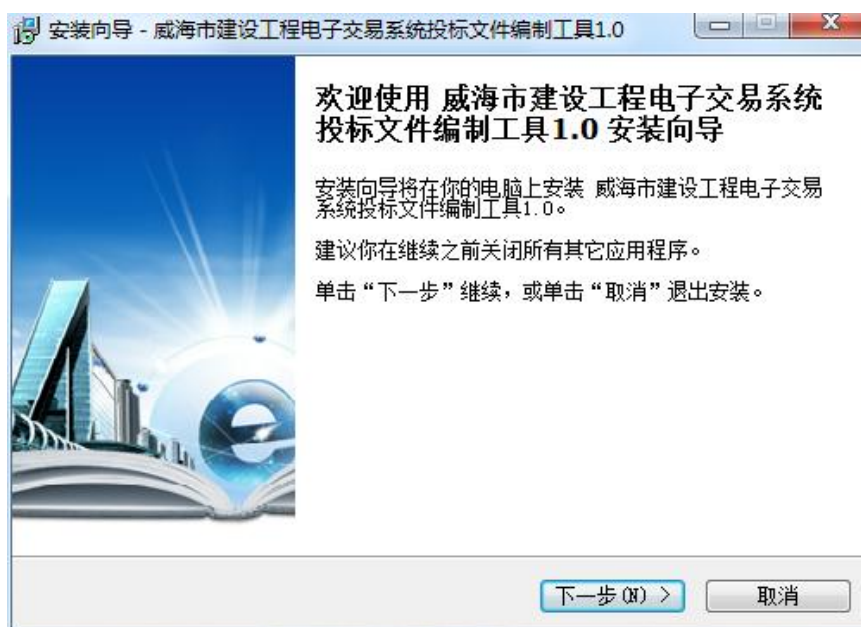 安装向导 - 威海市建设工程电子交易系统投标文件编制工具1.0
欢迎使用 威海市建设工程电子交易系统
投标文件编制工具1.0 安装向导
安装向导将在你的电脑上安装 威海市建设工程电子交易
系统投标文件编制工具1.0。
建议你在继续之前关闭所有其它应用程序。
单击“下一步”继续，或单击“取消”退出安装。
下一步(N) >
取消